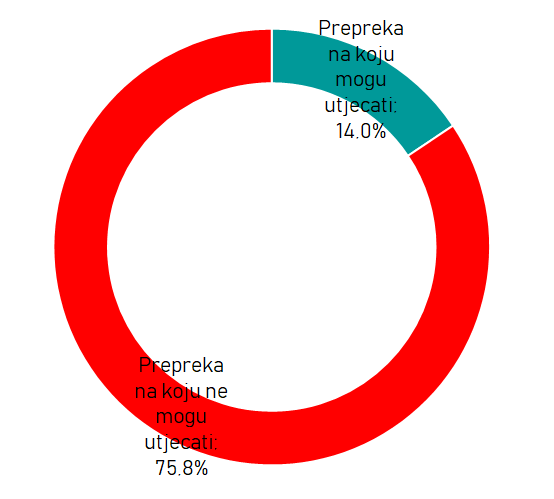 Prepreka
na koju
mogu
utjecati:
14.0%
Prepreka
na koju ne
mogu
utjecati:
75.8%